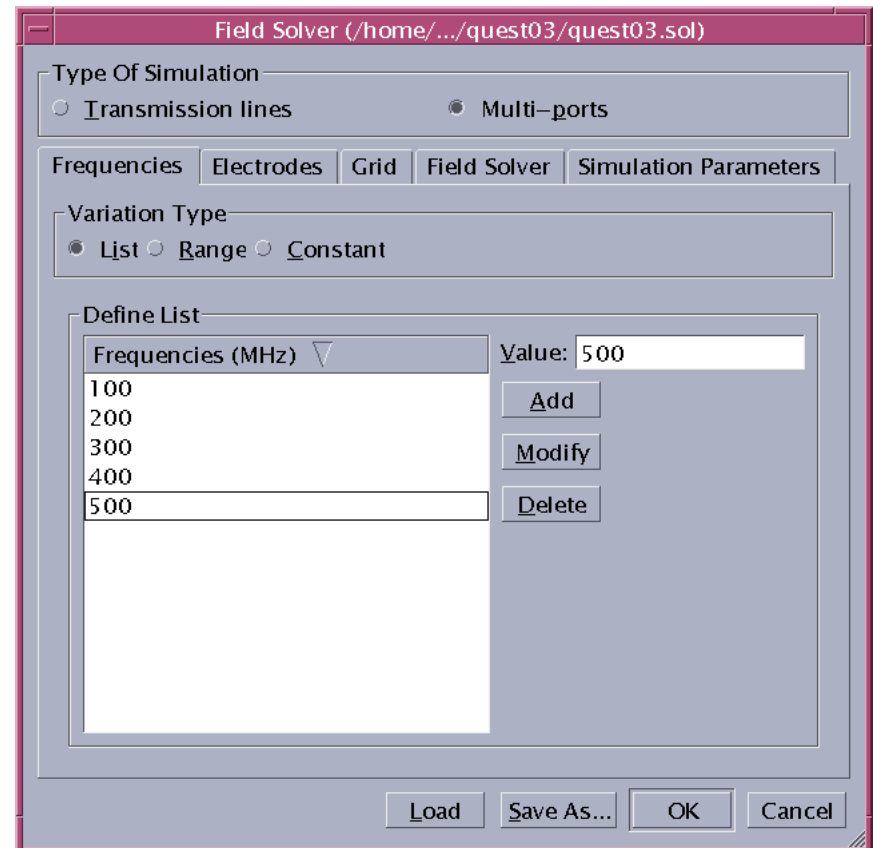 Field Solver (/home/.../quest03/quest03.sol)
Type Of Simulation
Transmission lines Multi-ports
Frequencies Electrodes Grid Field Solver Simulation Parameters
Variation Type
List Range Constant
Define List
Frequencies (MHz) Value: 500
100
Add
200
300
Modify
400
500
Delete
Load Save As... OK Cancel